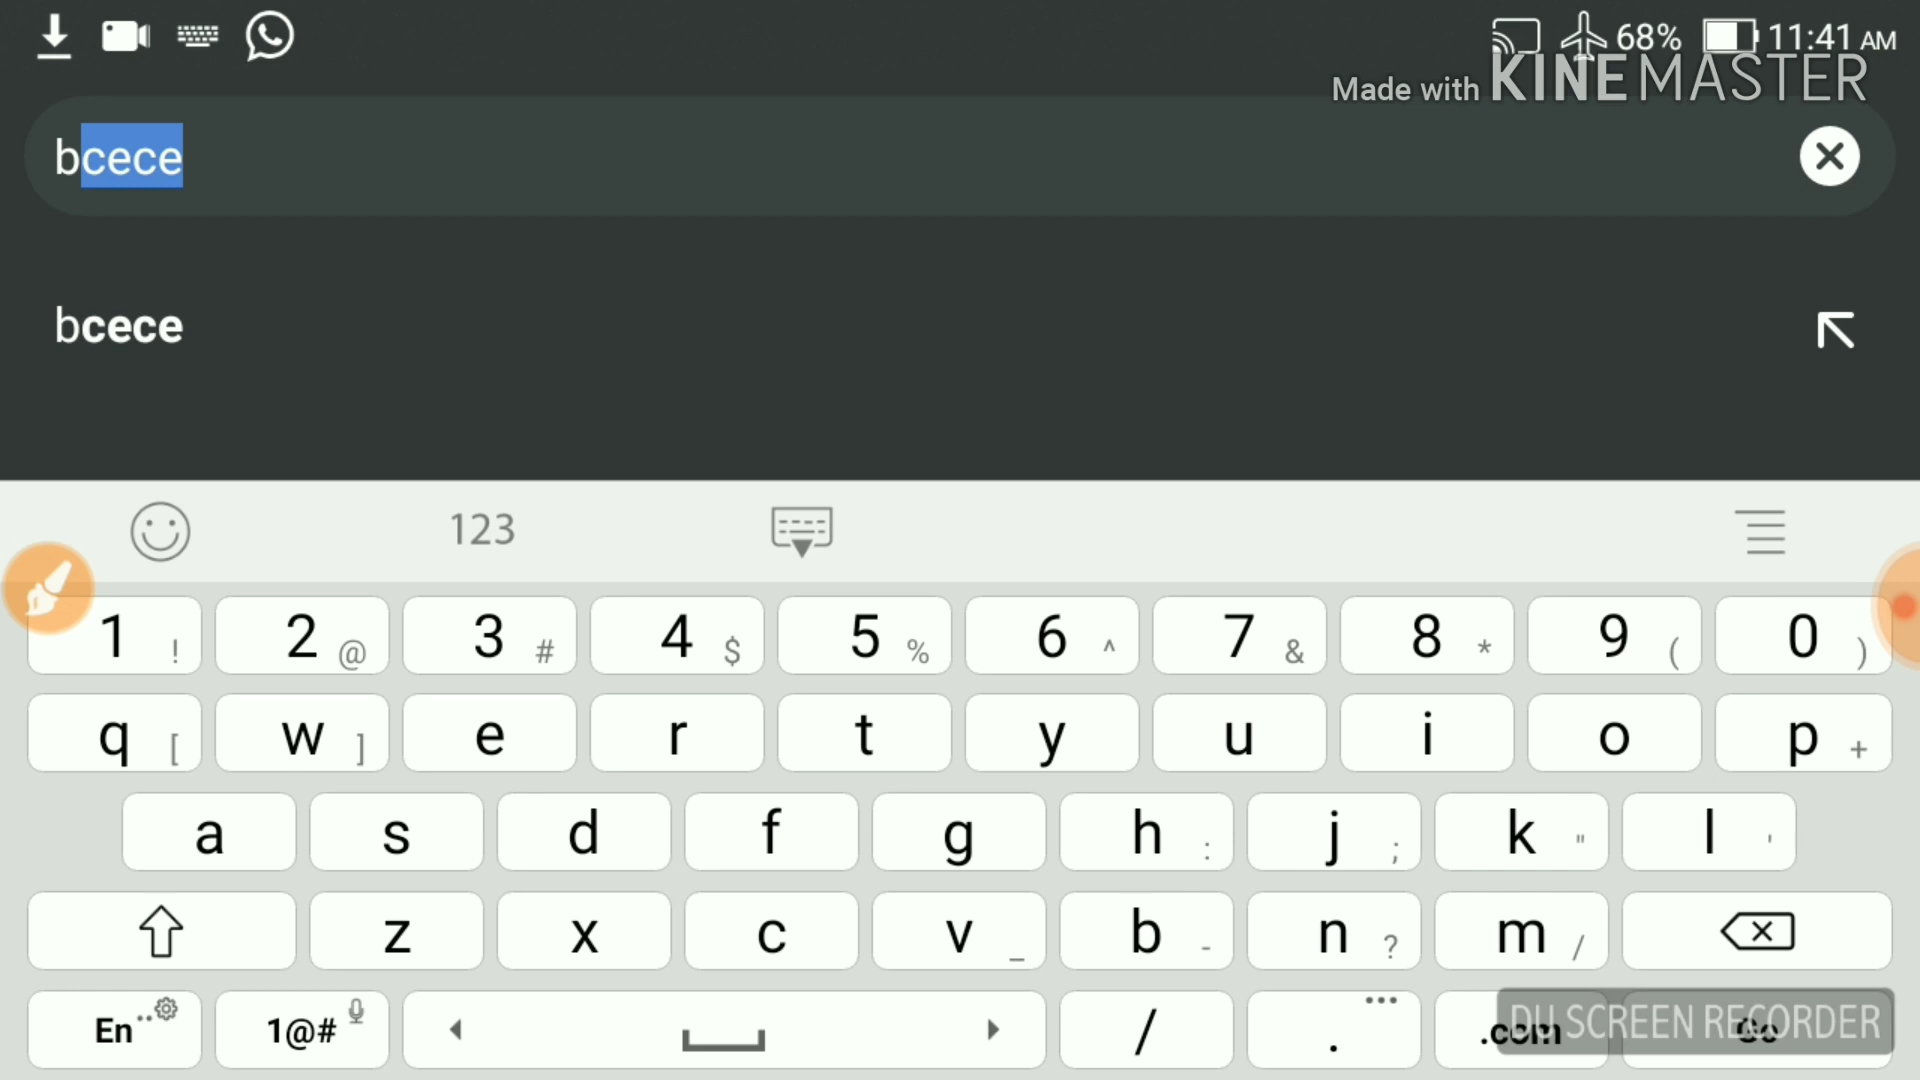 68% 11:41 AM
Made with KINEMASTER
bcece
bcece
123
1 ! 2 @ 3 # 4 $ 5 % 6 ^ 7 & 8 * 9 ( 0 )
q [ w ] e r t y u i o p +
a s d f g h : j ; k " l '
z x c v _ b - n ? m /
En 1@# / . .com Go
DU SCREEN RECORDER